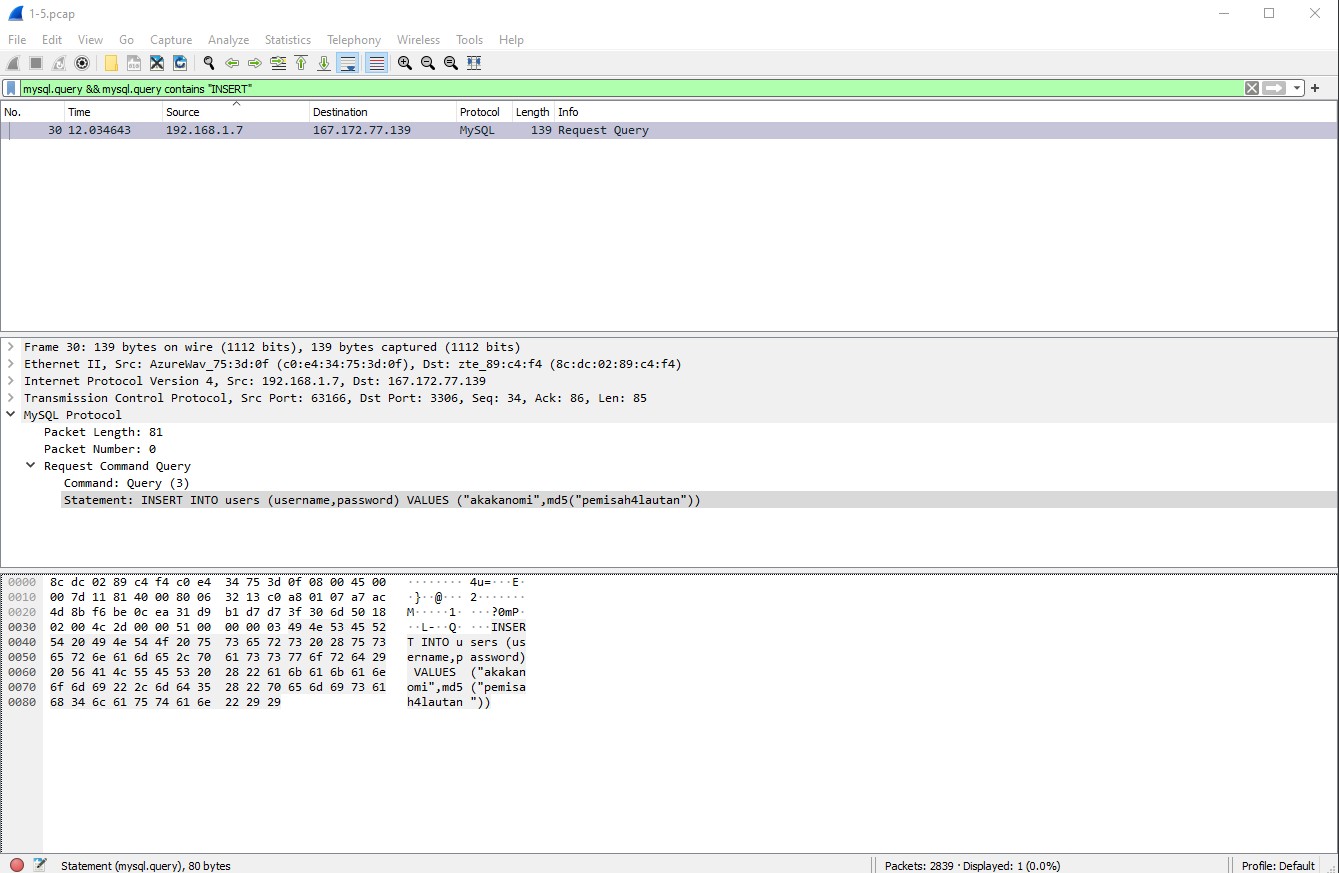 1-5.pcap
File Edit View Go Capture Analyze Statistics Telephony Wireless Tools Help
mysql.query && mysql.query contains "INSERT"
No. Time Source Destination Protocol Length Info
30 12.034643 192.168.1.7 167.172.77.139 MySQL 139 Request Query
Frame 30: 139 bytes on wire (1112 bits), 139 bytes captured (1112 bits)
Ethernet II, Src: AzureWav_75:3d:0f (c0:e4:34:75:3d:0f), Dst: zte_89:c4:f4 (8c:dc:02:89:c4:f4)
Internet Protocol Version 4, Src: 192.168.1.7, Dst: 167.172.77.139
Transmission Control Protocol, Src Port: 63166, Dst Port: 3306, Seq: 34, Ack: 86, Len: 85
MySQL Protocol
Packet Length: 81
Packet Number: 0
Request Command Query
Command: Query (3)
Statement: INSERT INTO users (username,password) VALUES ("akakanomi",md5("pemisah4lautan"))
0000 8c dc 02 89 c4 f4 c0 e4 34 75 3d 0f 08 00 45 00 ········ 4u=···E·
0010 00 7d 11 81 40 00 80 06 32 13 c0 a8 01 07 a7 ac ·}··@··· 2·······
0020 4d 8b f6 be 0c ea 31 d9 b1 d7 d7 3f 30 6d 50 18 M·····1· ···?0mP·
0030 02 00 4c 2d 00 00 51 00 00 00 03 49 4e 53 45 52 ··L-··Q· ···INSER
0040 54 20 49 4e 54 4f 20 75 73 65 72 73 20 28 75 73 T INTO u sers (us
0050 65 72 6e 61 6d 65 2c 70 61 73 73 77 6f 72 64 29 ername,p assword)
0060 20 56 41 4c 55 45 53 20 28 22 61 6b 61 6b 61 6e VALUES ("akakan
0070 6f 6d 69 22 2c 6d 64 35 28 22 70 65 6d 69 73 61 omi",md5 ("pemisa
0080 68 34 6c 61 75 74 61 6e 22 29 29 h4lautan "))
Statement (mysql.query), 80 bytes Packets: 2839 · Displayed: 1 (0.0%) Profile: Default